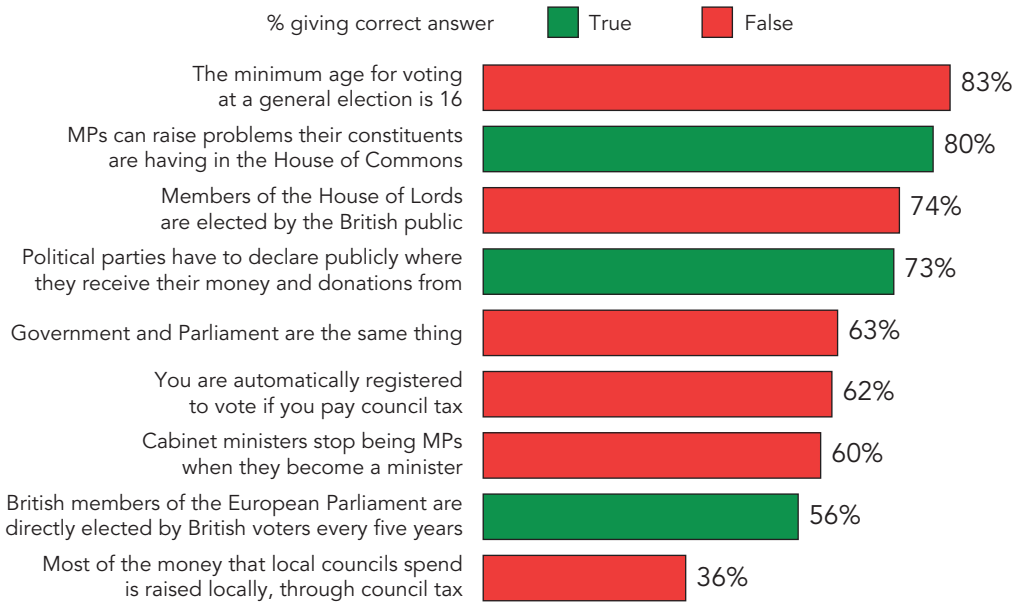 % giving correct answer True False
The minimum age for voting
at a general election is 16
83%
MPs can raise problems their constituents
are having in the House of Commons
80%
Members of the House of Lords
are elected by the British public
74%
Political parties have to declare publicly where
they receive their money and donations from
73%
Government and Parliament are the same thing
63%
You are automatically registered
to vote if you pay council tax
62%
Cabinet ministers stop being MPs
when they become a minister
60%
British members of the European Parliament are
directly elected by British voters every five years
56%
Most of the money that local councils spend
is raised locally, through council tax
36%